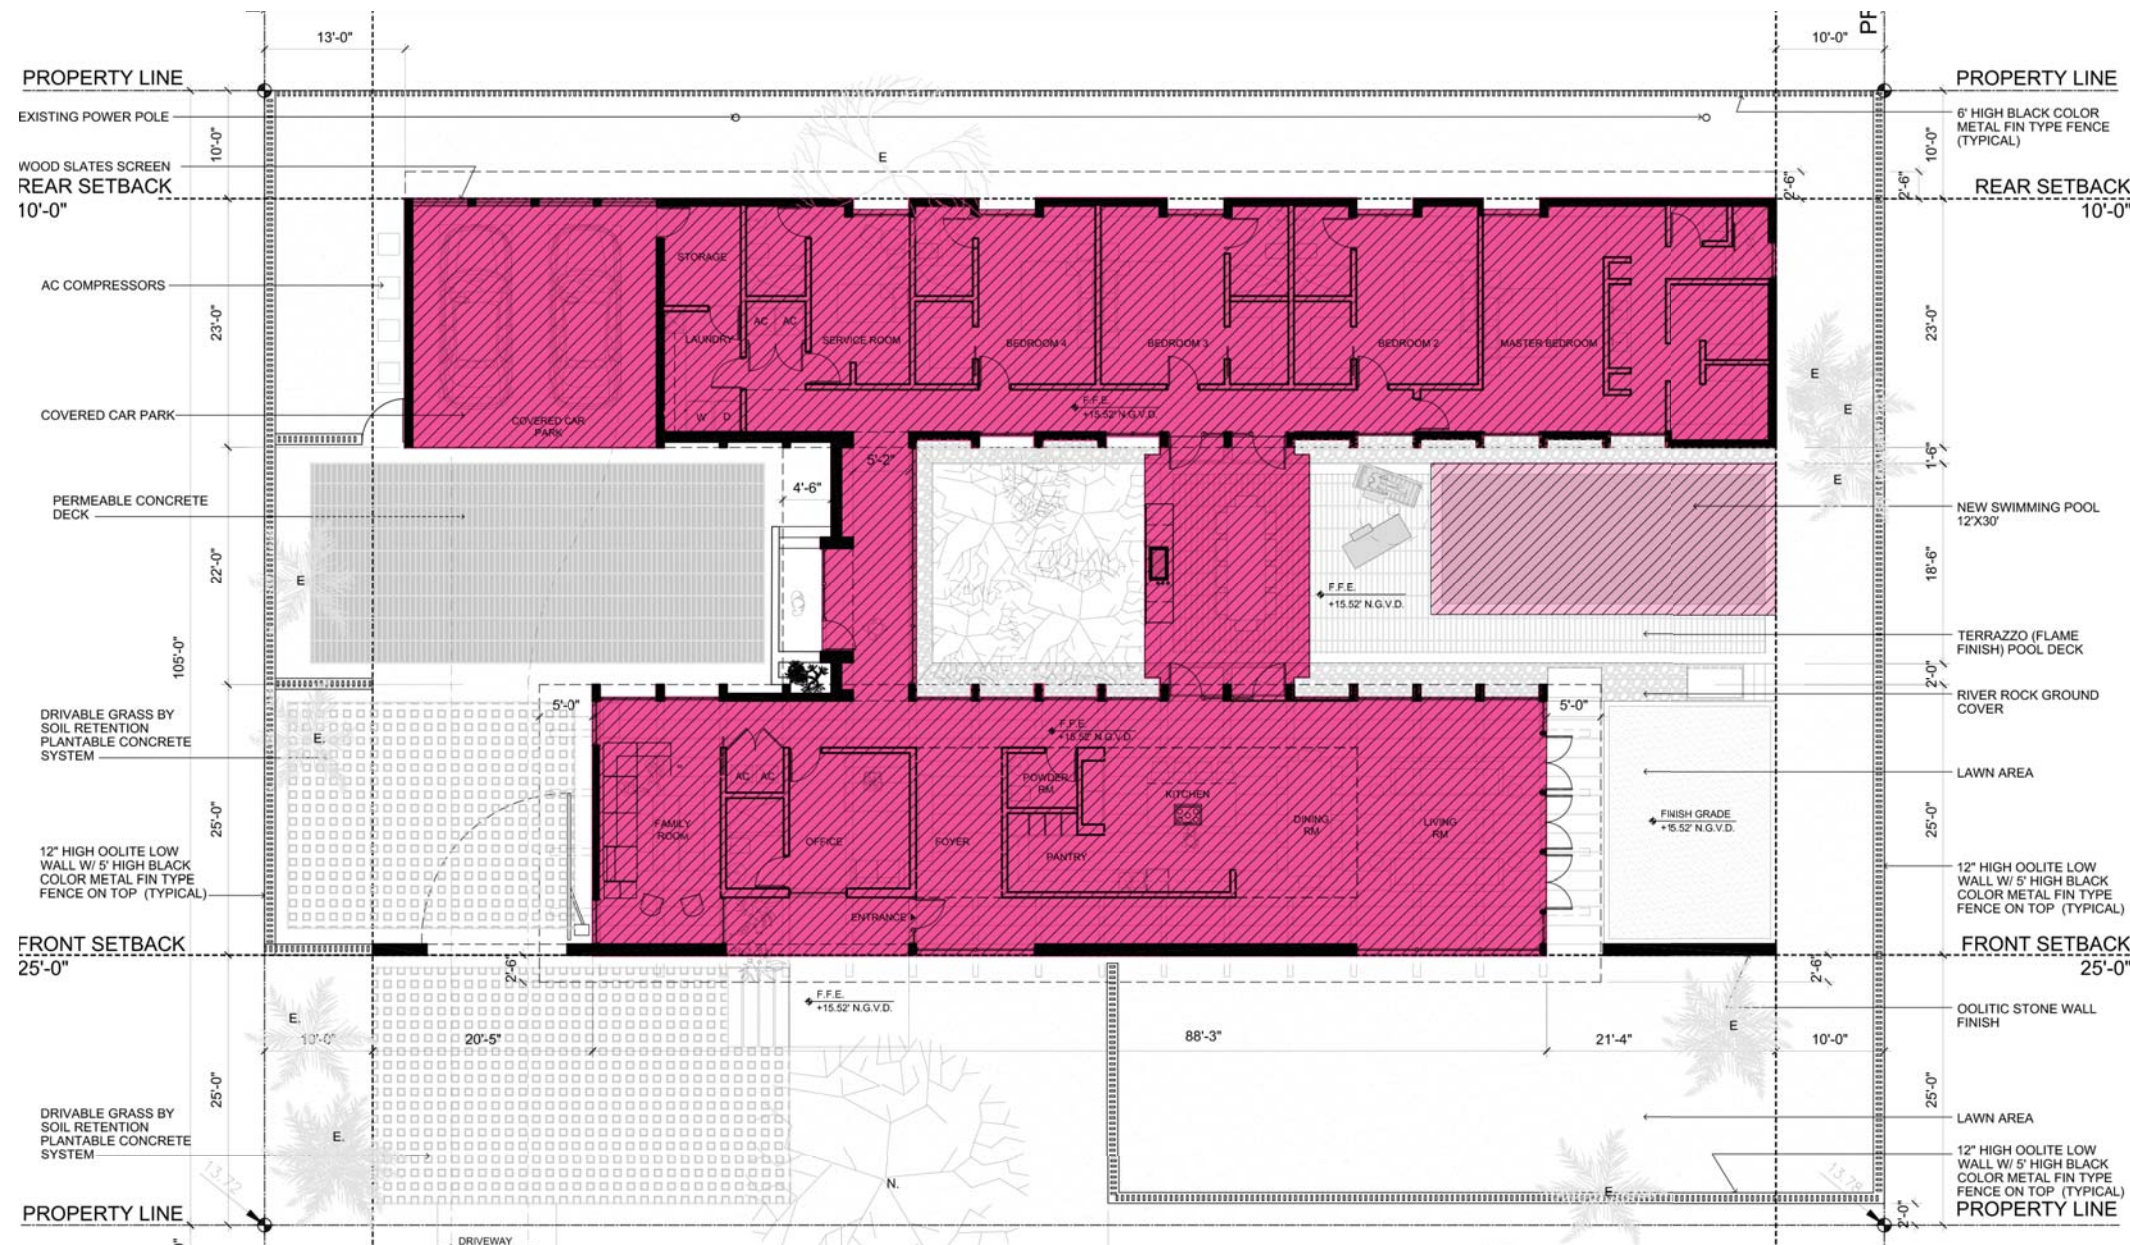 13'-0"
10'-0"
PROPERTY LINE
PROPERTY LINE
EXISTING POWER POLE
6' HIGH BLACK COLOR
METAL FIN TYPE FENCE
(TYPICAL)
10'-0"
10'-0"
E
WOOD SLATES SCREEN
REAR SETBACK
10'-0"
2'-6"
2'-6"
REAR SETBACK
10'-0"
STORAGE
AC COMPRESSORS
23'-0"
AC
AC
LAUNDRY
SERVICE ROOM
BEDROOM 4
BEDROOM 3
BEDROOM 2
MASTER BEDROOM
23'-0"
E
E
COVERED CAR PARK
COVERED CAR
PARK
W
D
F.F.E.
+15.52' N.G.V.D.
5'-2"
1'-6"
E
4'-6"
PERMEABLE CONCRETE
DECK
NEW SWIMMING POOL
12'X30'
22'-0"
E
F.F.E.
+15.52' N.G.V.D.
18'-6"
105'-0"
TERRAZZO (FLAME
FINISH) POOL DECK
2'-0"
RIVER ROCK GROUND
COVER
5'-0"
5'-0"
DRIVABLE GRASS BY
SOIL RETENTION
PLANTABLE CONCRETE
SYSTEM
E.
F.F.E.
+15.52' N.G.V.D.
AC
AC
POWDER
RM
KITCHEN
LAWN AREA
25'-0"
FAMILY
ROOM
OFFICE
FOYER
PANTRY
DINING
RM
LIVING
RM
FINISH GRADE
+15.52' N.G.V.D.
25'-0"
12" HIGH OOLITE LOW
WALL W/ 5' HIGH BLACK
COLOR METAL FIN TYPE
FENCE ON TOP (TYPICAL)
12" HIGH OOLITE LOW
WALL W/ 5' HIGH BLACK
COLOR METAL FIN TYPE
FENCE ON TOP (TYPICAL)
ENTRANCE
FRONT SETBACK
25'-0"
FRONT SETBACK
25'-0"
2'-6"
2'-6"
F.F.E.
+15.52' N.G.V.D.
OOLITIC STONE WALL
FINISH
E.
E
10'-0"
20'-5"
88'-3"
21'-4"
10'-0"
25'-0"
25'-0"
DRIVABLE GRASS BY
SOIL RETENTION
PLANTABLE CONCRETE
SYSTEM
E.
LAWN AREA
12" HIGH OOLITE LOW
WALL W/ 5' HIGH BLACK
COLOR METAL FIN TYPE
FENCE ON TOP (TYPICAL)
13.22
N.
E
13.78
PROPERTY LINE
PROPERTY LINE
2'-0"
DRIVEWAY